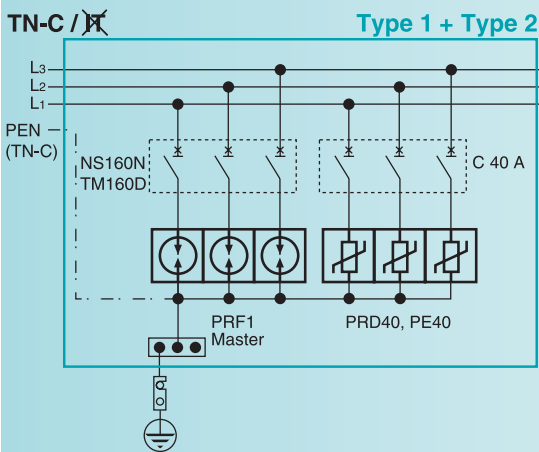 TN-C / IT
Type 1 + Type 2
L3
L2
L1
PEN
(TN-C)
NS160N
TM160D
C 40 A
PRF1
Master
PRD40, PE40